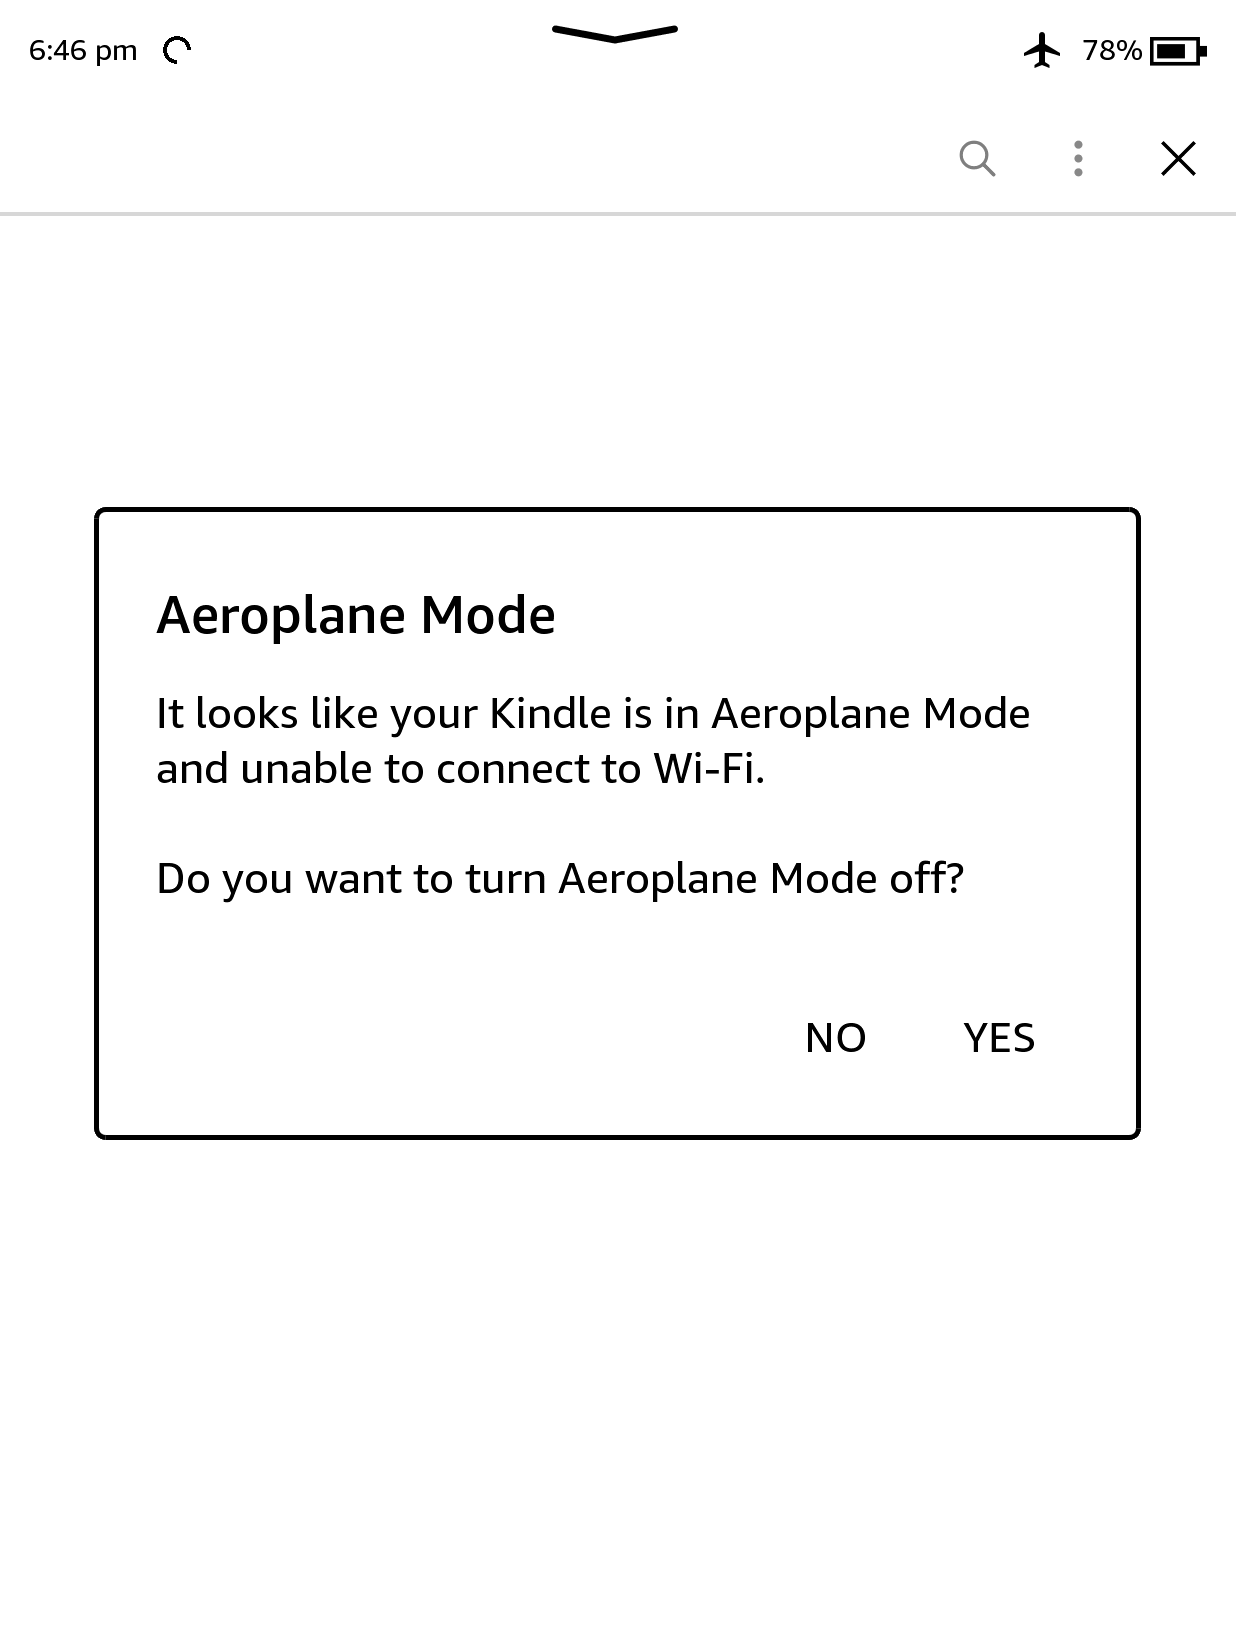 6:46 pm
78%
Aeroplane Mode
It looks like your Kindle is in Aeroplane Mode
and unable to connect to Wi-Fi.
Do you want to turn Aeroplane Mode off?
NO YES